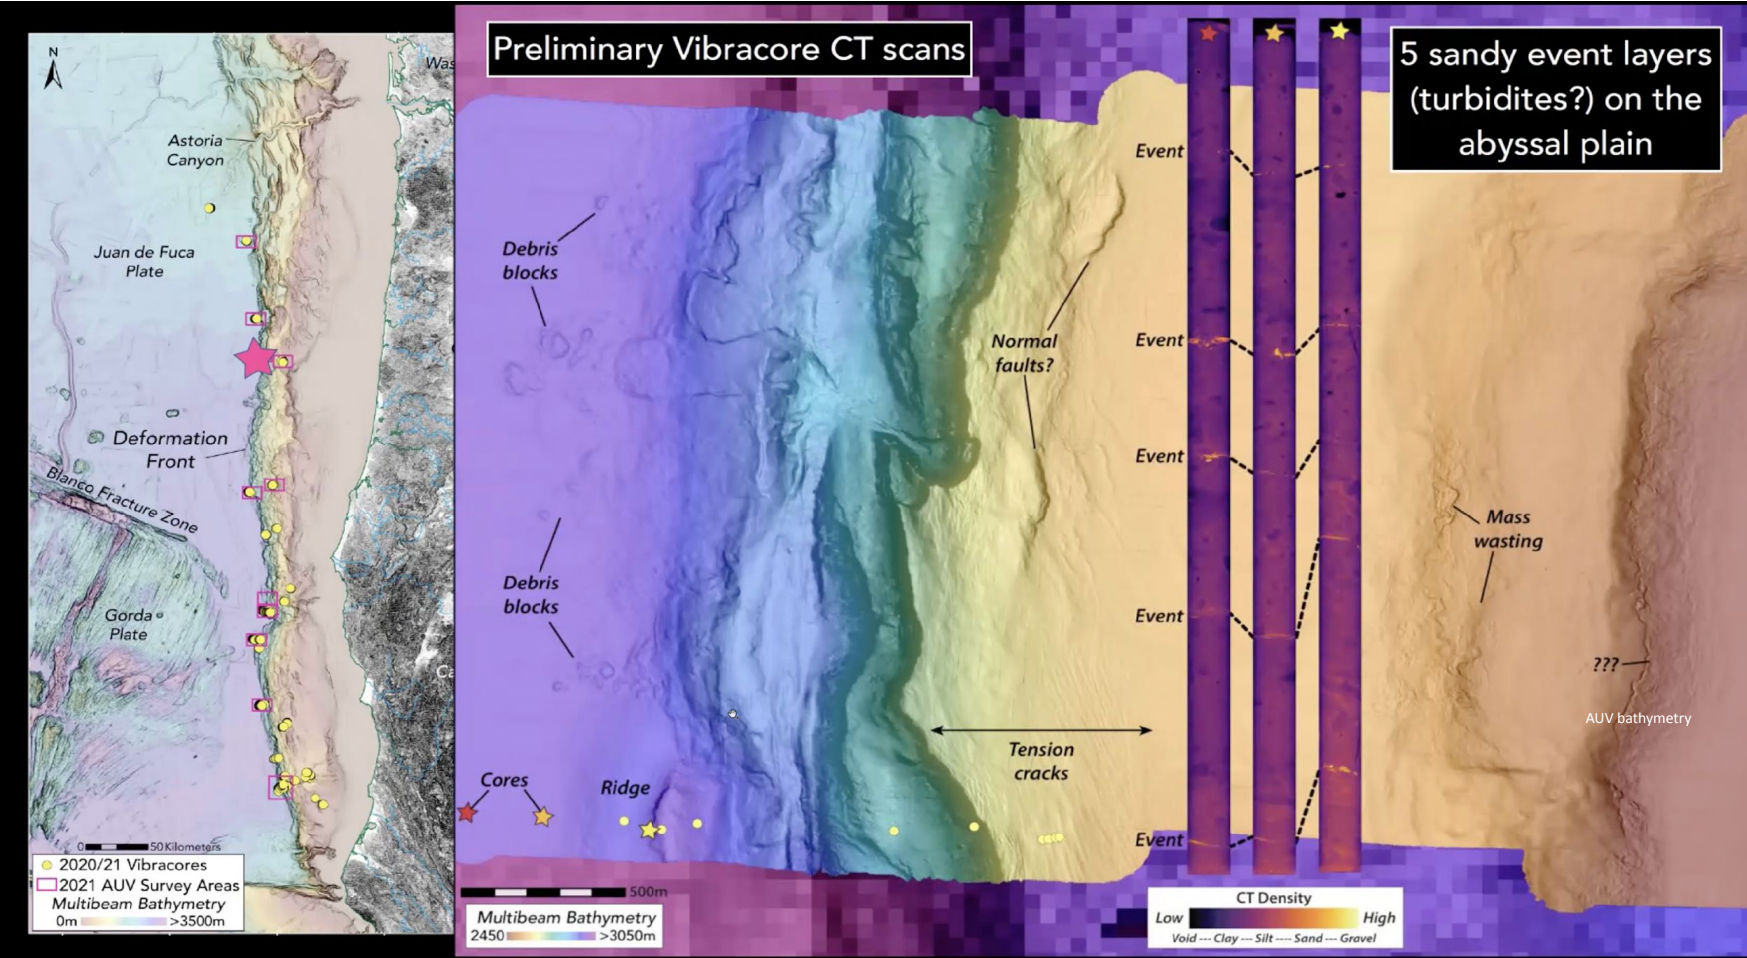 N
Was
Astoria
Canyon
Juan de Fuca
Plate
Deformation
Front
Blanco Fracture Zone
Gorda
Plate
Ca
0 50 Kilometers
2020/21 Vibracores
2021 AUV Survey Areas
Multibeam Bathymetry
0m >3500m
Preliminary Vibracore CT scans
5 sandy event layers
(turbidites?) on the
abyssal plain
Debris
blocks
Normal
faults?
Debris
blocks
Event
Event
Event
Event
Event
Mass
wasting
???
AUV bathymetry
Tension
cracks
Cores
Ridge
500m
Multibeam Bathymetry
2450 >3050m
CT Density
Low High
Void --- Clay --- Silt ---- Sand --- Gravel